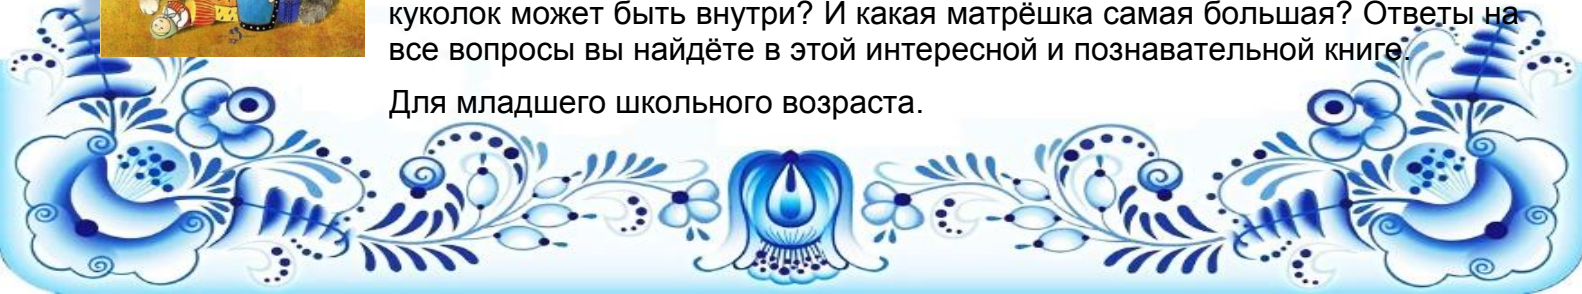 куколок может быть внутри? И какая матрёшка самая большая? Ответы на
все вопросы вы найдёте в этой интересной и познавательной книге.
Для младшего школьного возраста.